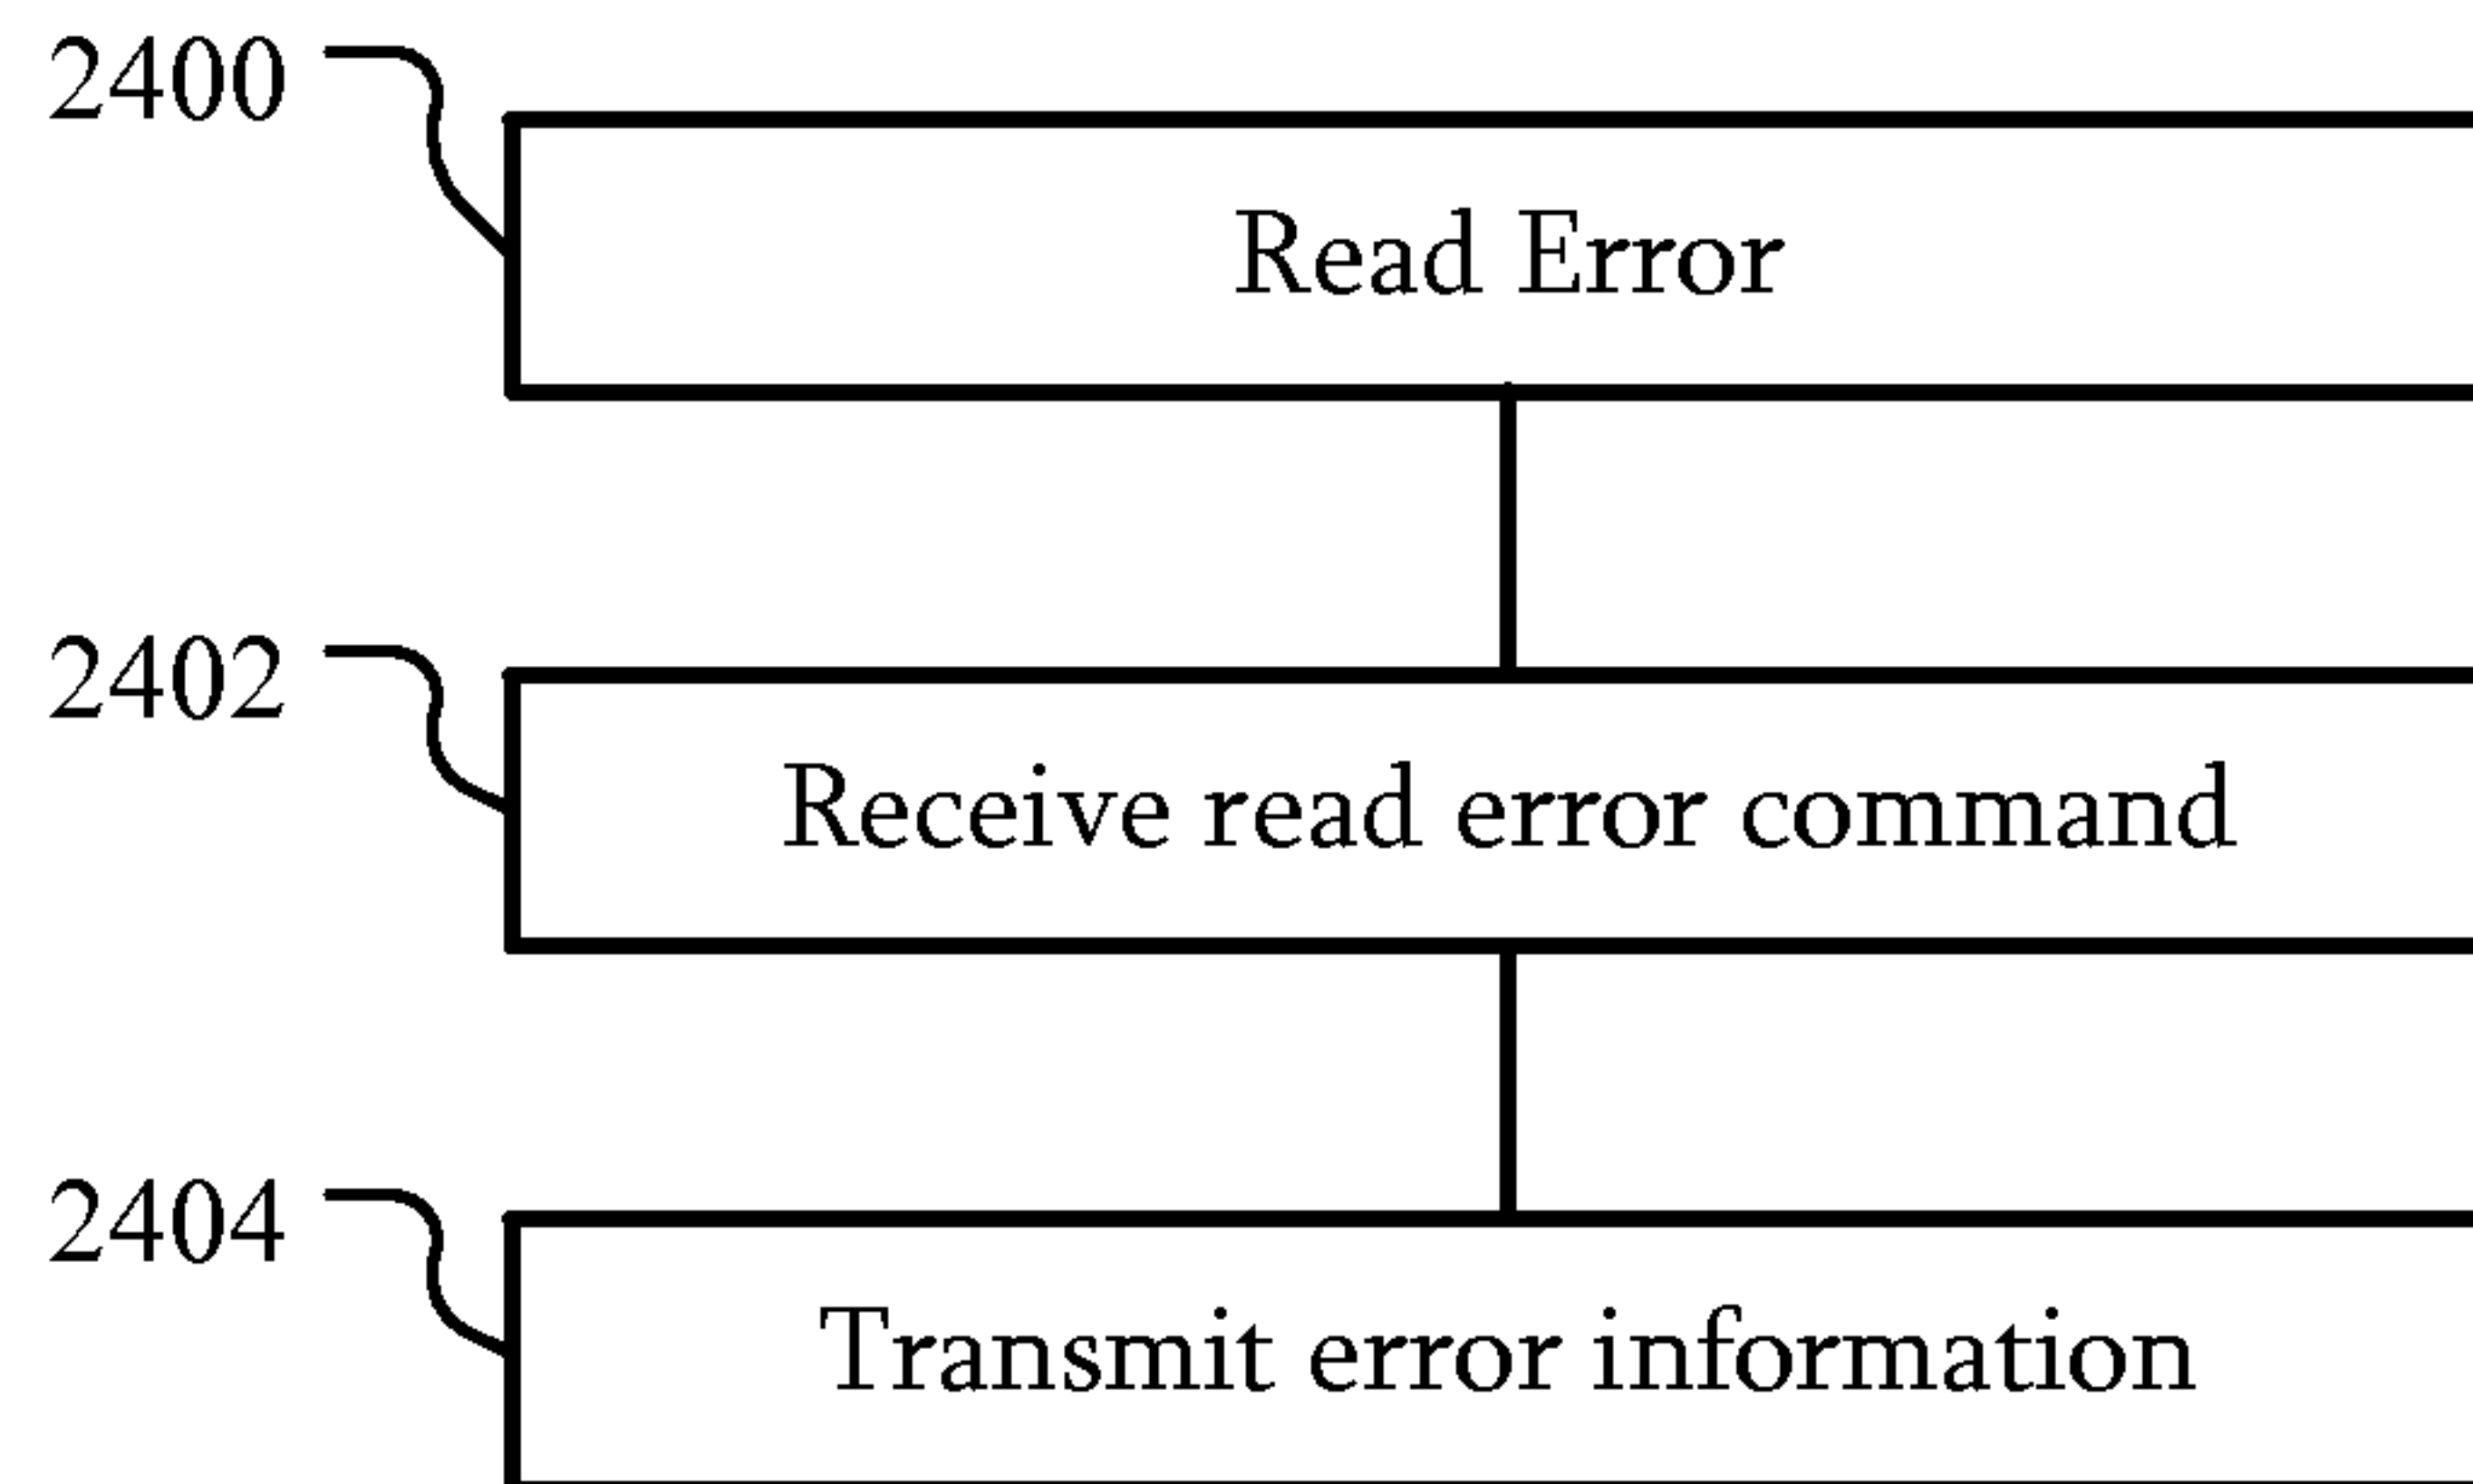 2400
Read Error
2402
Receive read error command
2404
Transmit error information